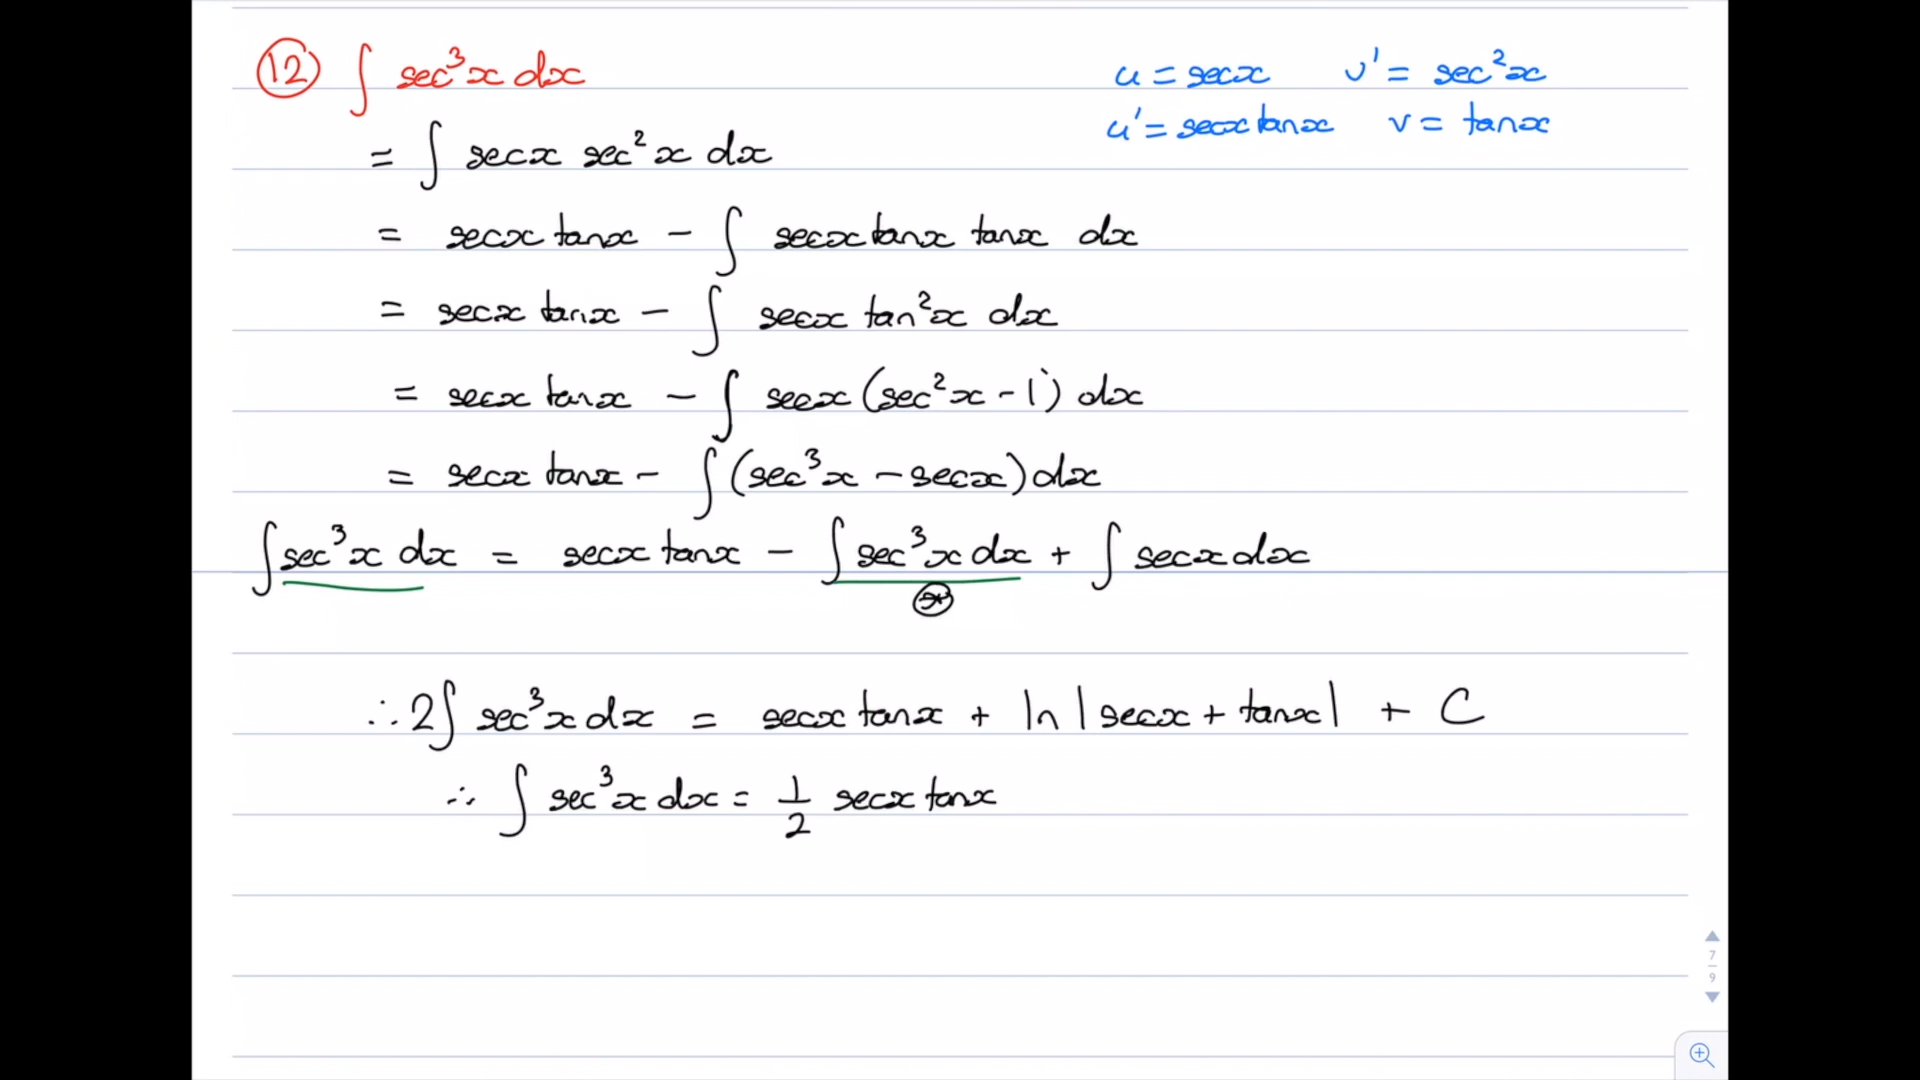 ⑫ ∫ sec³x dx
u = secx   v' = sec²x
u' = secx tanx   v = tanx
= ∫ secx sec²x dx
= secx tanx - ∫ secx tanx tanx dx
= secx tanx - ∫ secx tan²x dx
= secx tanx - ∫ secx (sec²x - 1) dx
= secx tanx - ∫ (sec³x - secx) dx
∫ sec³x dx = secx tanx - ∫ sec³x dx + ∫ secx dx
⊛
∴ 2∫ sec³x dx = secx tanx + ln |secx + tanx| + C
∴ ∫ sec³x dx = 1/2 secx tanx
7
9